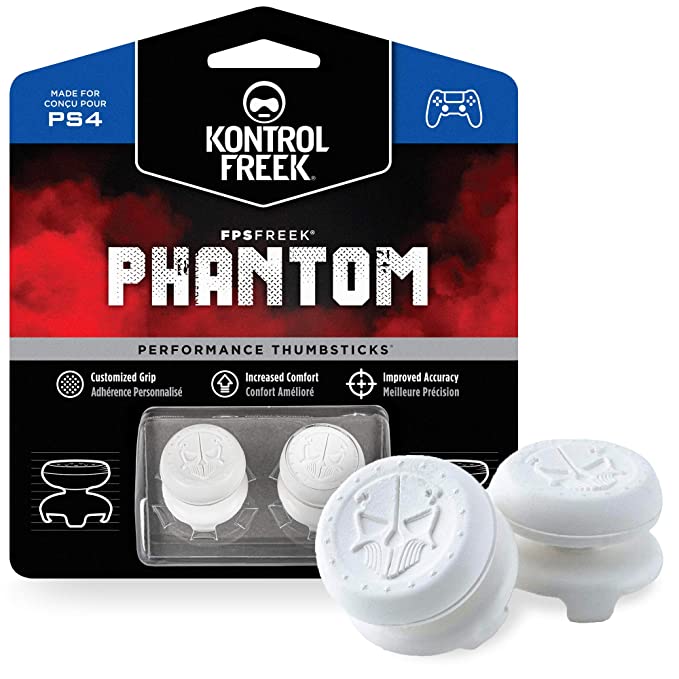 MADE FOR
CONÇU POUR
PS4
KONTROL
FREEK®
FPSFREEK®
PHANTOM
PERFORMANCE THUMBSTICKS™
Customized Grip
Adhérence Personnalisé
Increased Comfort
Confort Amélioré
Improved Accuracy
Meilleure Précision